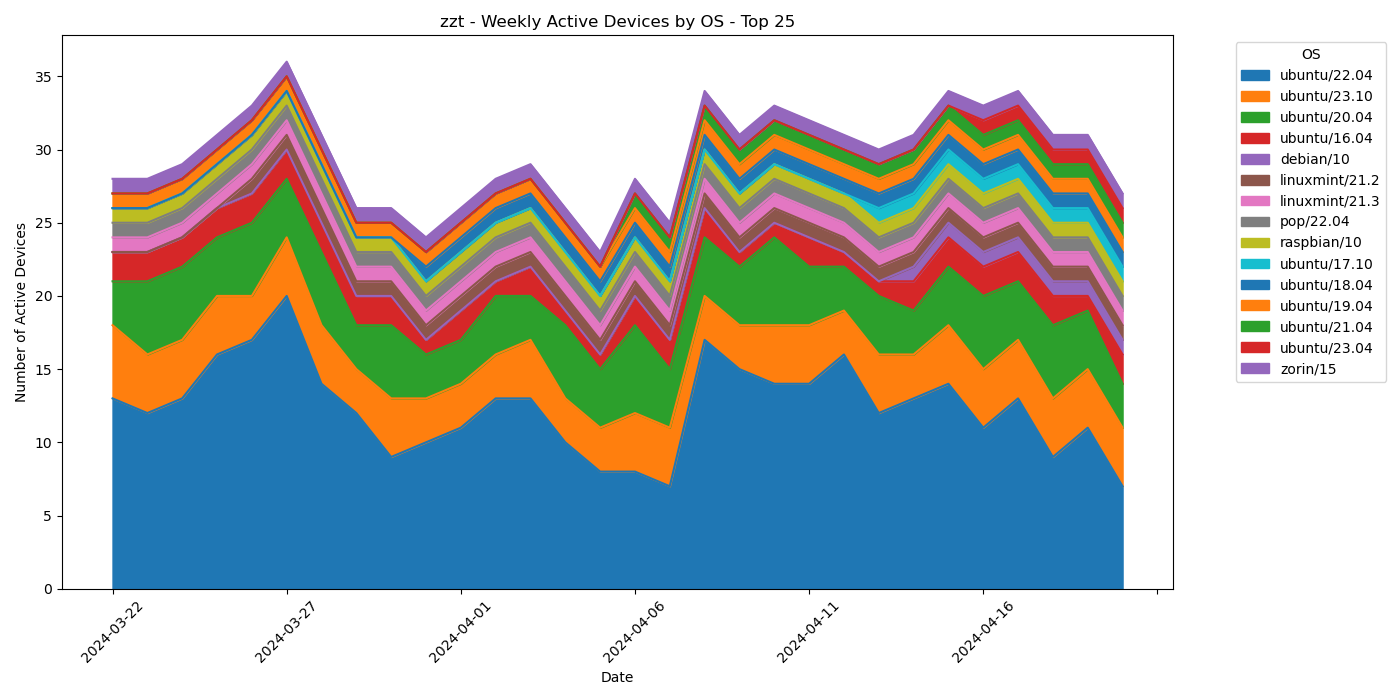 zzt - Weekly Active Devices by OS - Top 25
Number of Active Devices
35
30
25
20
15
10
5
0
2024-03-22
2024-03-27
2024-04-01
2024-04-06
2024-04-11
2024-04-16
Date
OS
ubuntu/22.04
ubuntu/23.10
ubuntu/20.04
ubuntu/16.04
debian/10
linuxmint/21.2
linuxmint/21.3
pop/22.04
raspbian/10
ubuntu/17.10
ubuntu/18.04
ubuntu/19.04
ubuntu/21.04
ubuntu/23.04
zorin/15